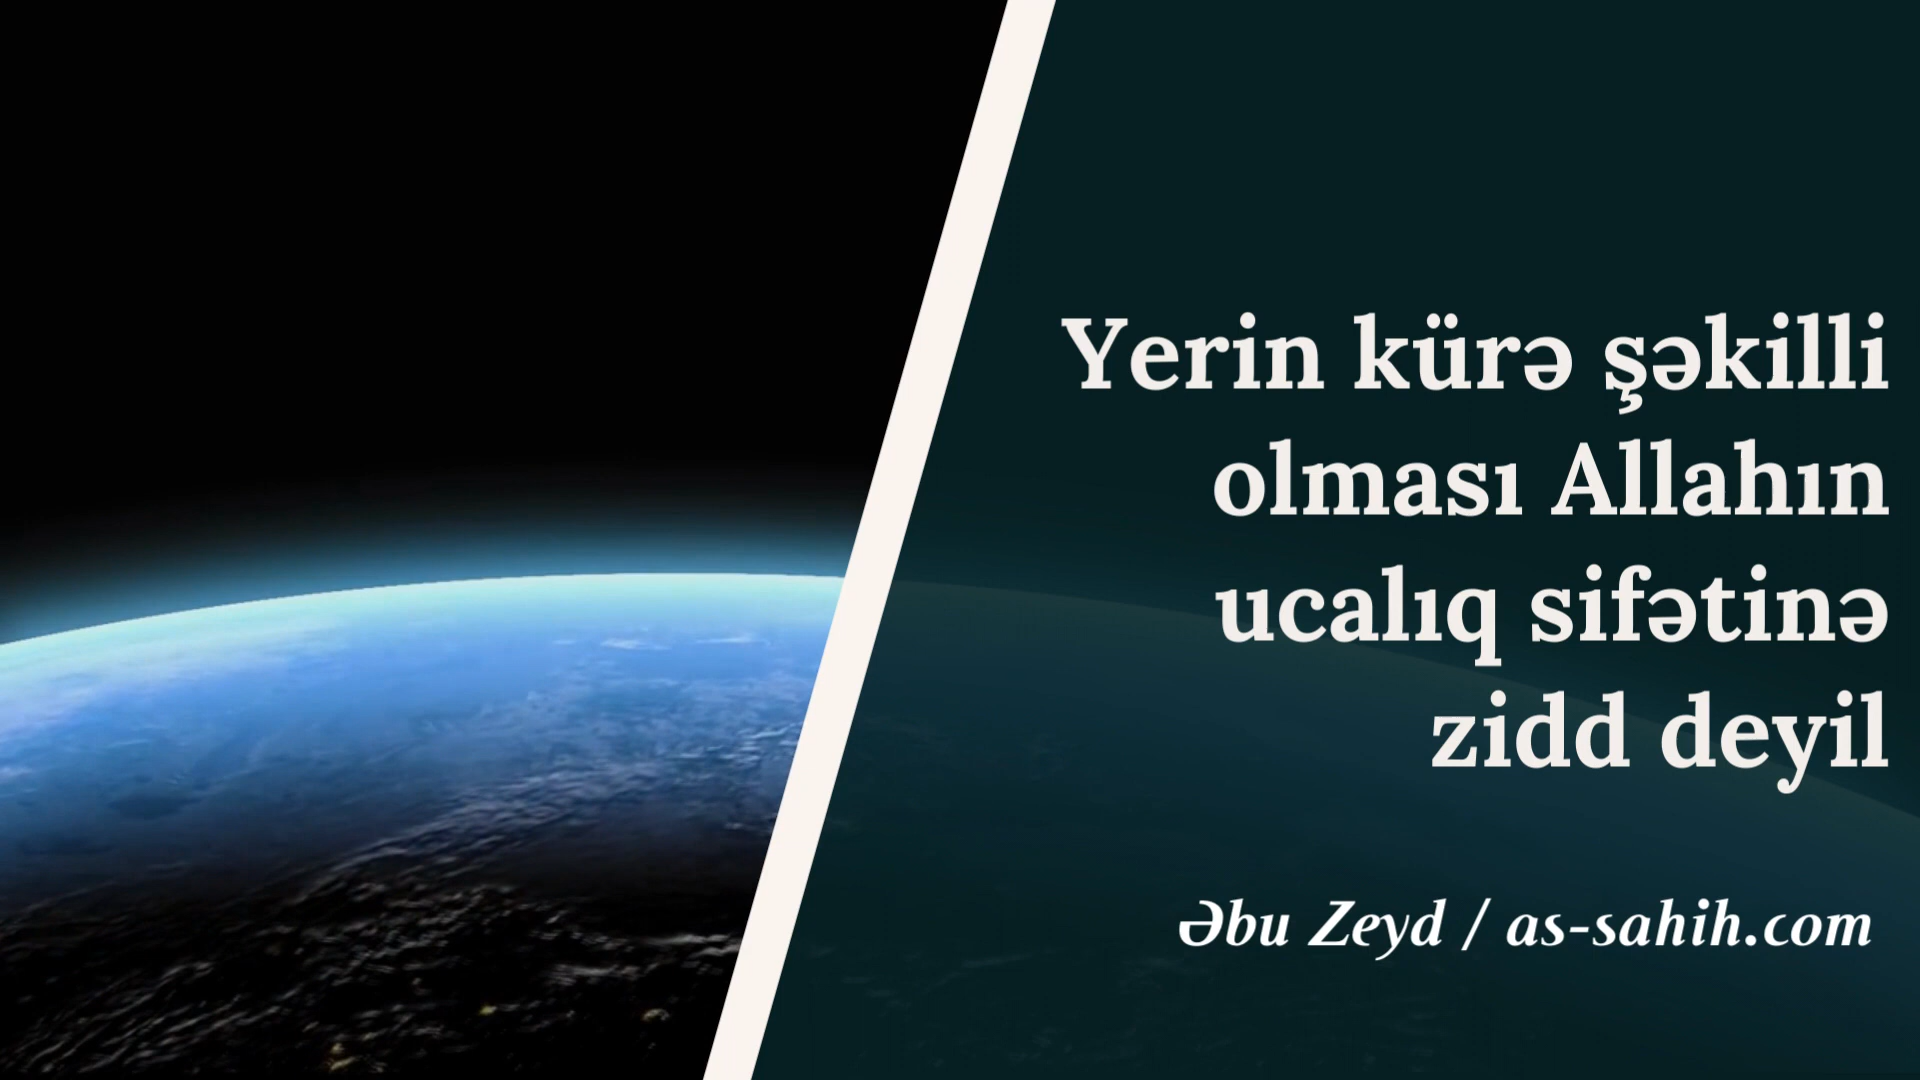 Yerin kürə şəkilli
olması Allahın
ucalıq sifətinə
zidd deyil
Əbu Zeyd / as-sahih.com